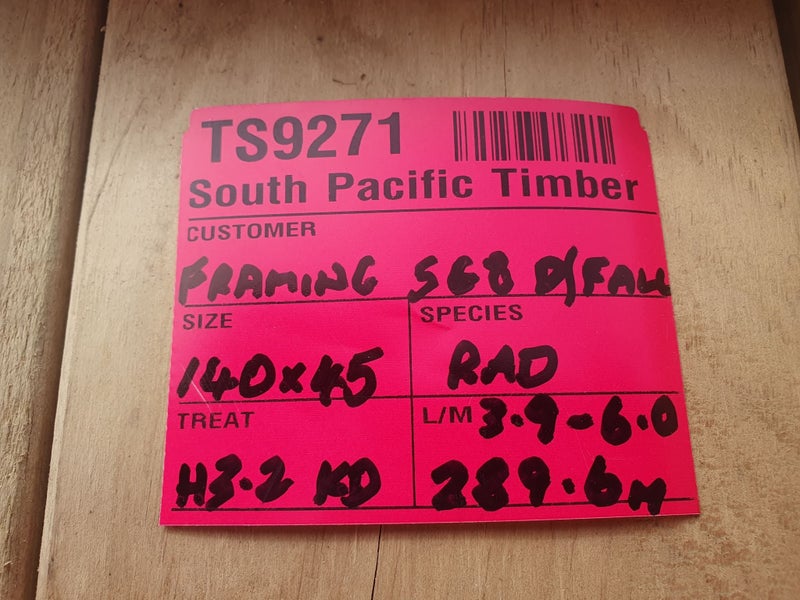 TS9271
South Pacific Timber
CUSTOMER
FRAMING SG8 D/FALL
SIZE SPECIES
140x45 RAD
TREAT L/M 3.9-6.0
H3.2 KD 289.6M